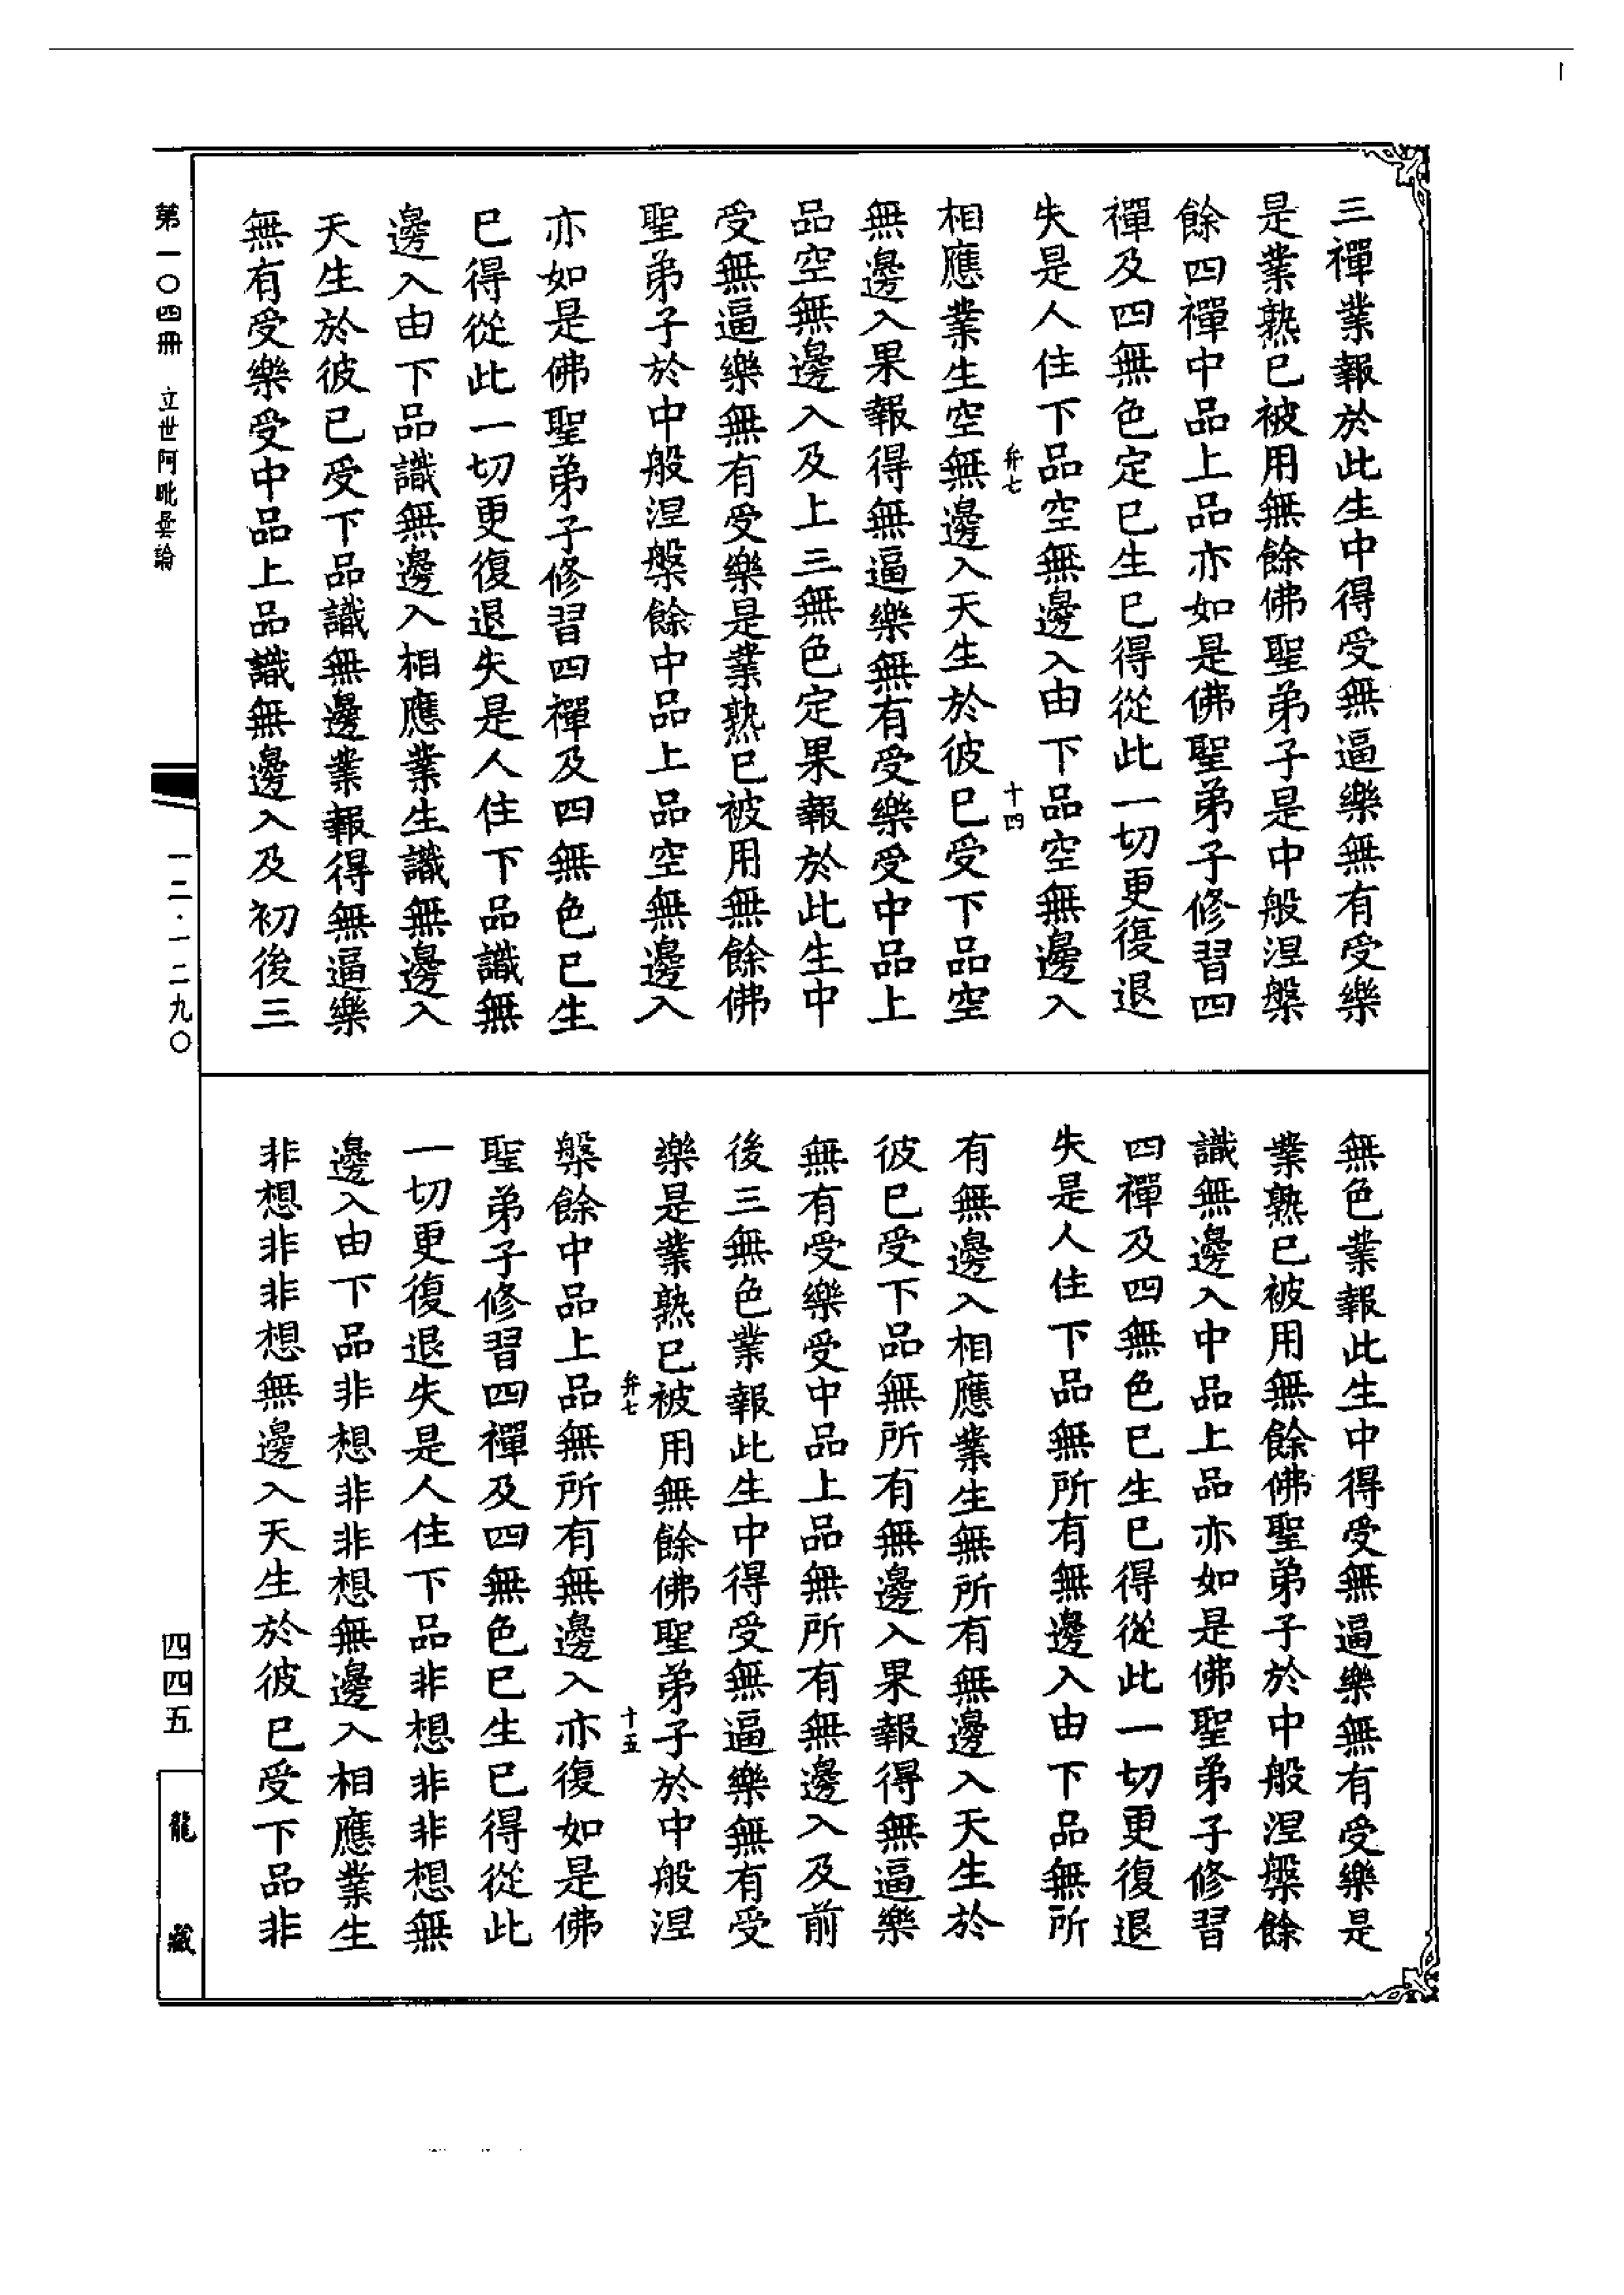 三禪業報於此生中得受無逼樂無有受樂
是業熟已被用無餘佛聖弟子是中般涅槃
餘四禪中品上品亦如是佛聖弟子修習四
禪及四無色定已生已得從此一切更復退
失是人住下品空無邊入由下品空無邊入
弁七
十四
相應業生空無邊入天生於彼已受下品空
無邊入果報得無逼樂無有受樂受中品上
品空無邊入及上三無色定果報於此生中
受無逼樂無有受樂是業熟已被用無餘佛
聖弟子於中般涅槃餘中品上品空無邊入
亦如是佛聖弟子修習四禪及四無色已生
已得從此一切更復退失是人住下品識無
邊入由下品識無邊入相應業生識無邊入
天生於彼已受下品識無邊業報得無逼樂
無有受樂受中品上品識無邊入及初後三
無色業報此生中得受無逼樂無有受樂是
業熟已被用無餘佛聖弟子於中般涅槃餘
識無邊入中品上品亦如是佛聖弟子修習
四禪及四無色已生已得從此一切更復退
失是人住下品無所有無邊入由下品無所
有無邊入相應業生無所有無邊入天生於
彼已受下品無所有無邊入果報得無逼樂
無有受樂受中品上品無所有無邊入及前
後三無色業報此生中得受無逼樂無有受
樂是業熟已被用無餘佛聖弟子於中般涅
弁七
十五
槃餘中品上品無所有無邊入亦復如是佛
聖弟子修習四禪及四無色已生已得從此
一切更復退失是人住下品非想非非想無
邊入由下品非想非非想無邊入相應業生
非想非非想無邊入天生於彼已受下品非
第一〇四冊 立世阿毗曇論
一二·一二九〇
四四五
龍藏